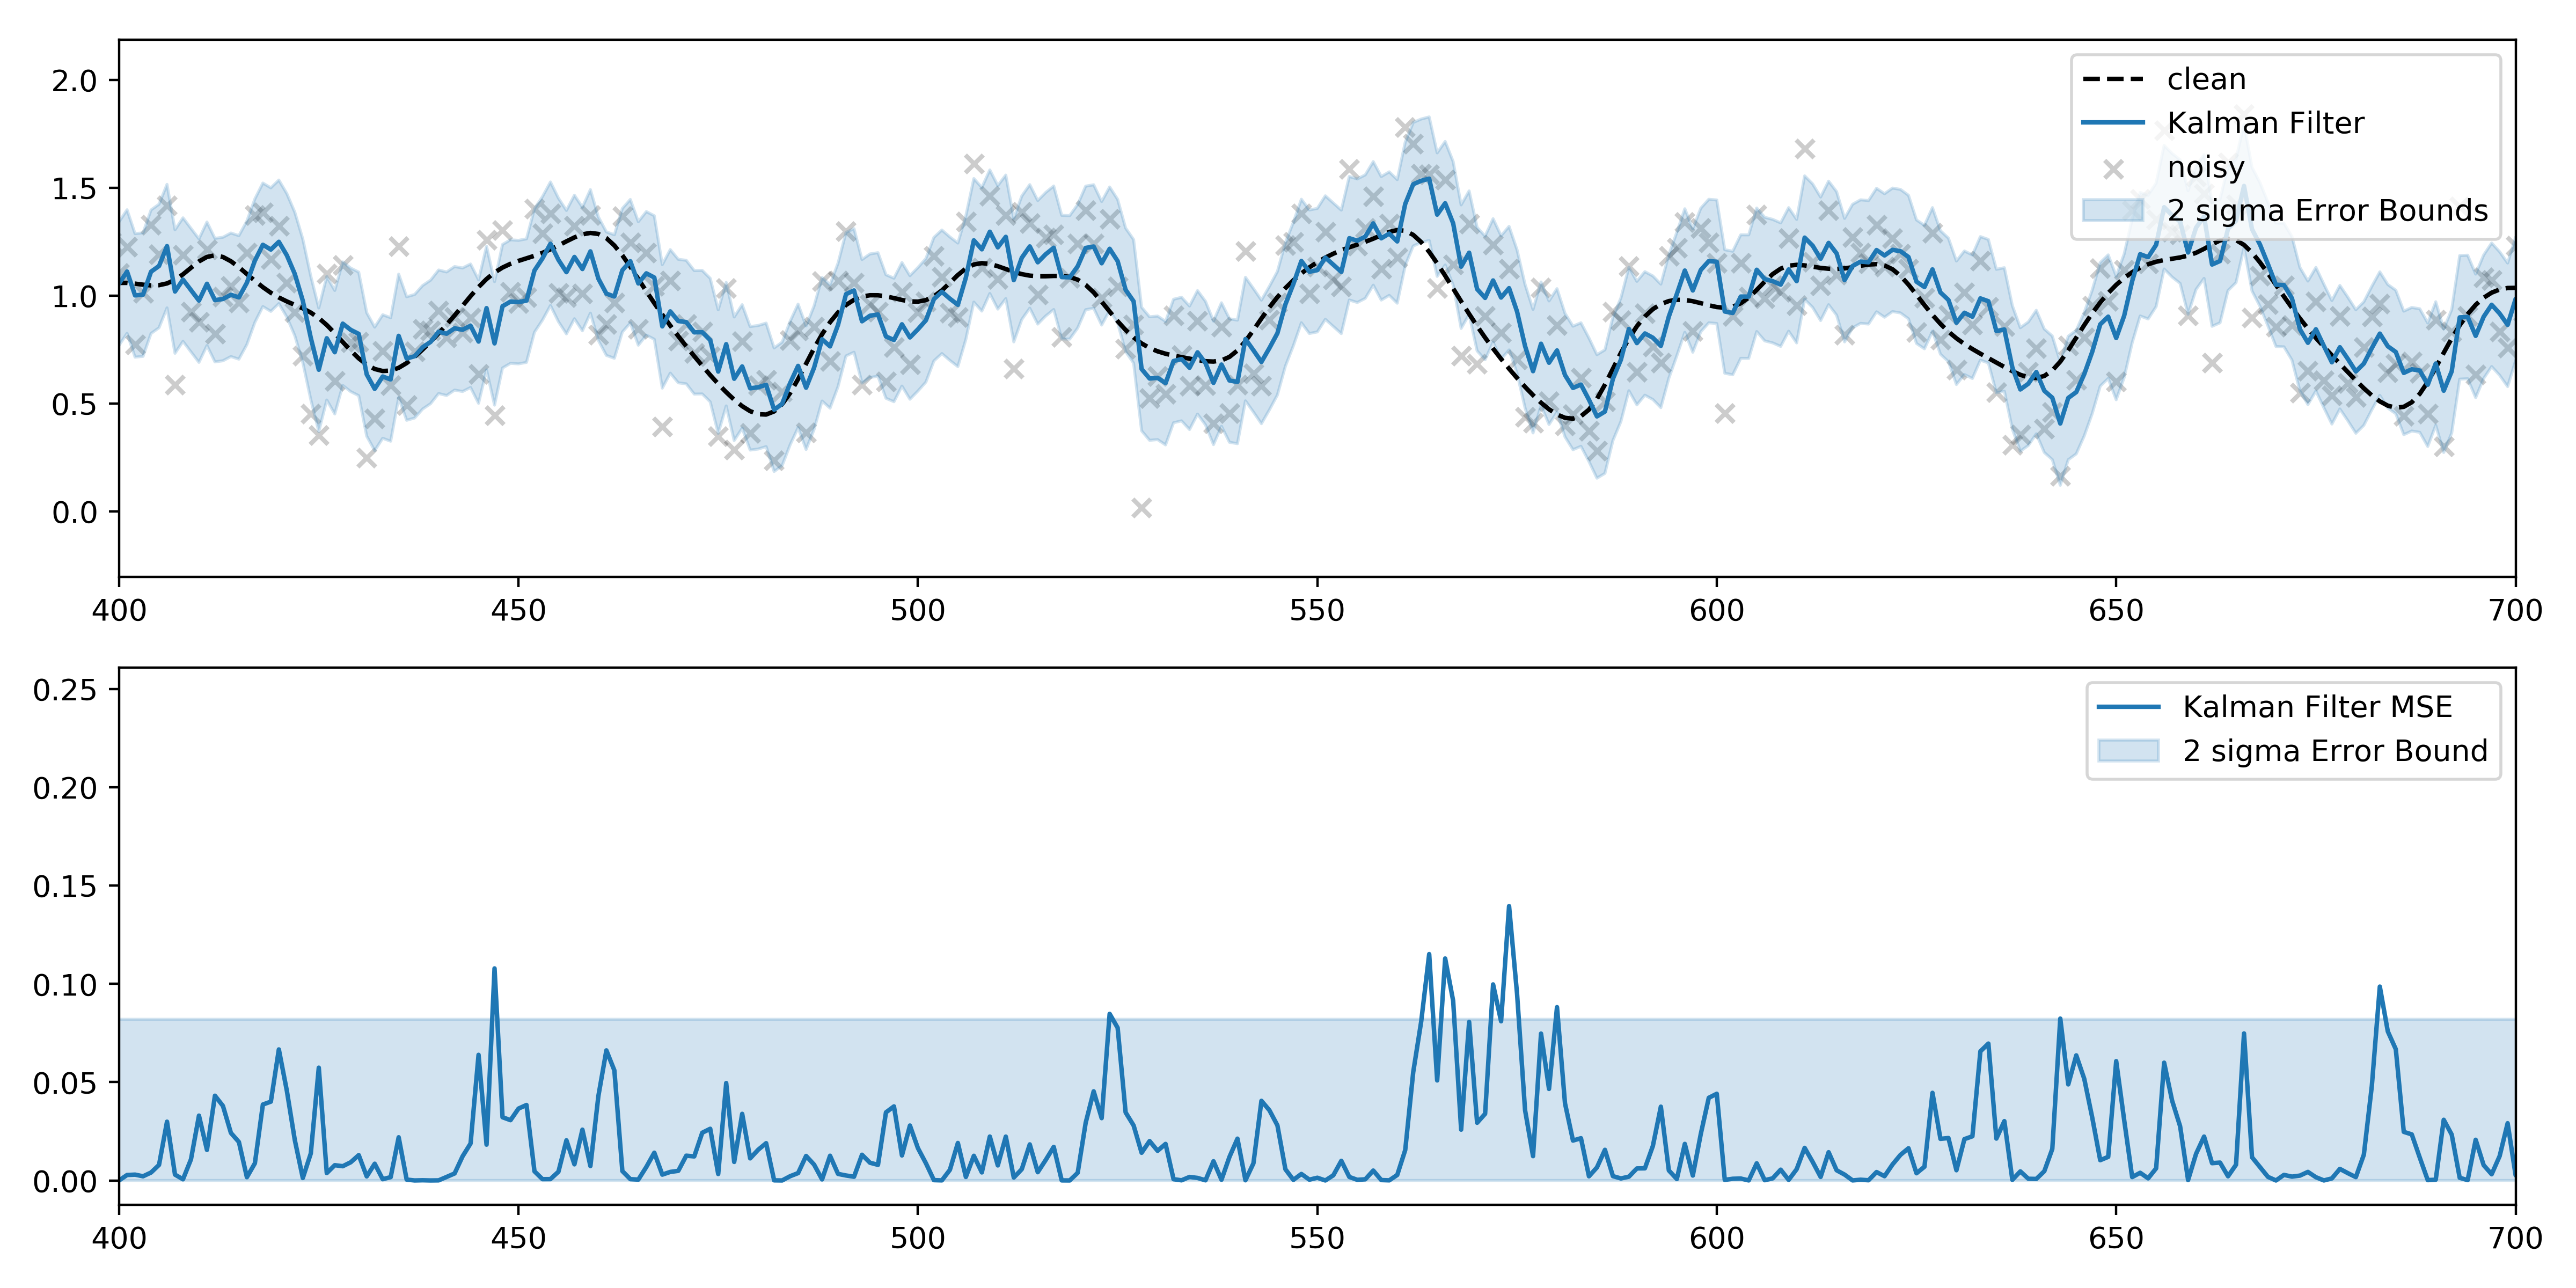 2.0
1.5
1.0
0.5
0.0
clean
Kalman Filter
noisy
2 sigma Error Bounds
400 450 500 550 600 650 700
0.25
0.20
0.15
0.10
0.05
0.00
Kalman Filter MSE
2 sigma Error Bound
400 450 500 550 600 650 700